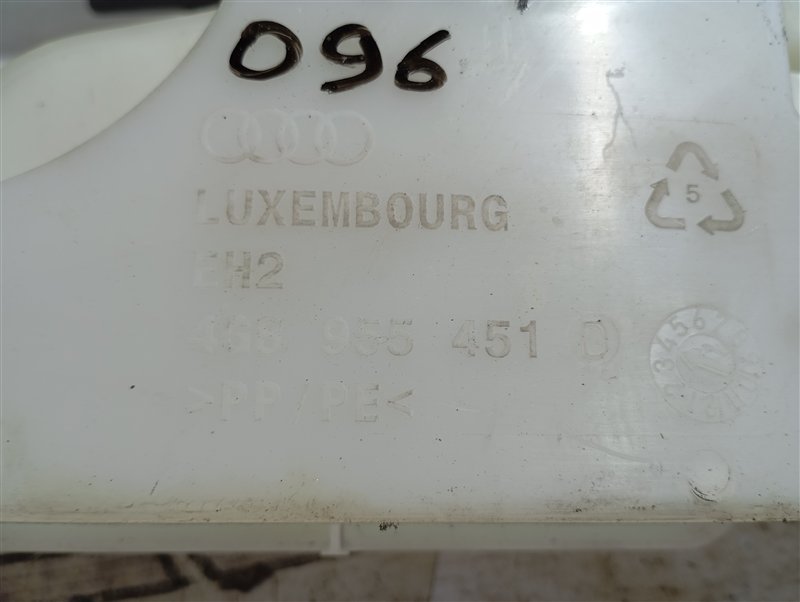 096
LUXEMBOURG
EH2
4G8 955 451 D
>PP/PE<
5